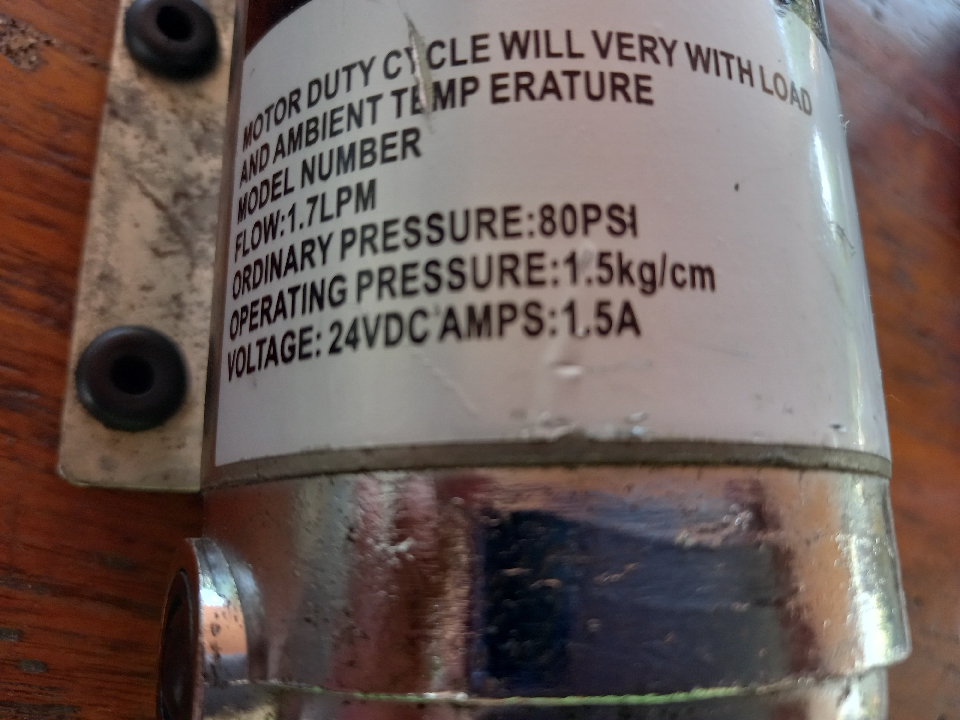 MOTOR DUTY CYCLE WILL VERY WITH LOAD
AND AMBIENT TEMP ERATURE
MODEL NUMBER
FLOW:1.7LPM
ORDINARY PRESSURE:80PSI
OPERATING PRESSURE:1.5kg/cm
VOLTAGE: 24VDC AMPS:1.5A